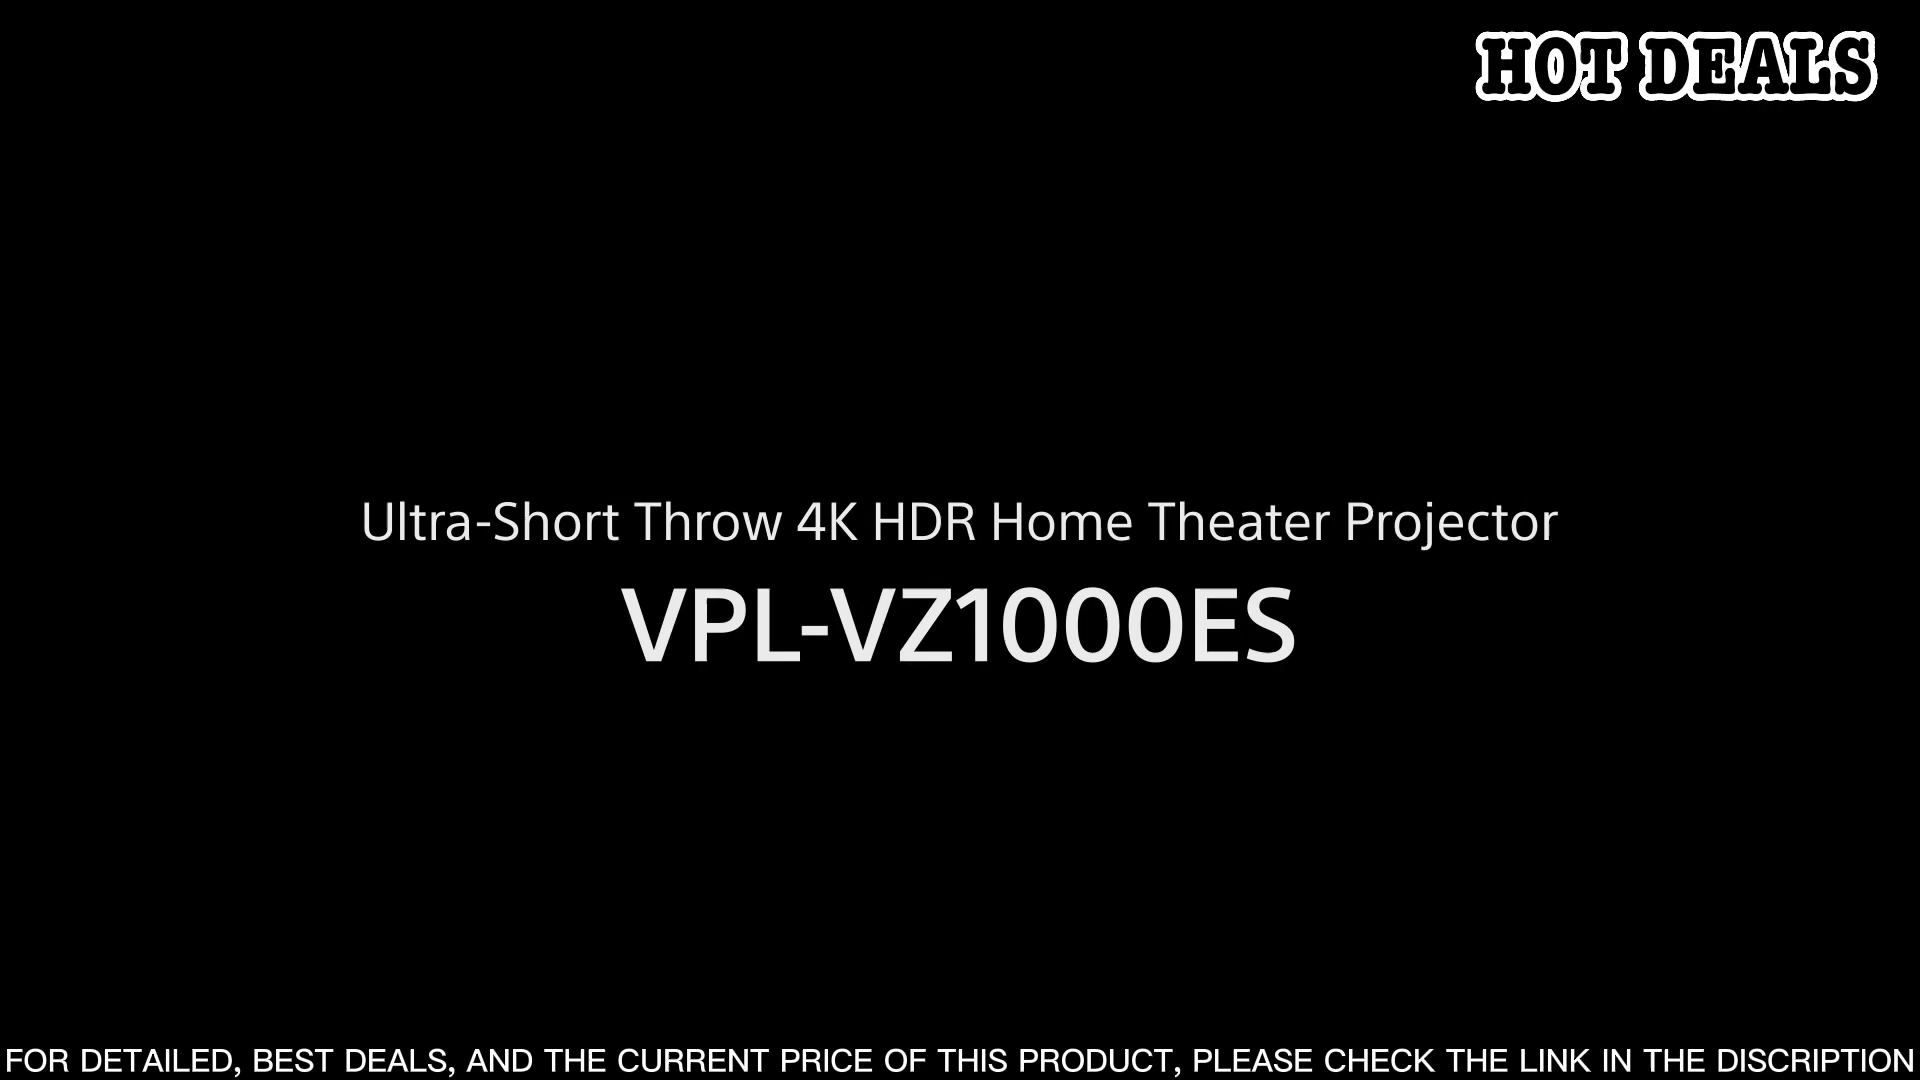 HOT DEALS
Ultra-Short Throw 4K HDR Home Theater Projector
VPL-VZ1000ES
FOR DETAILED, BEST DEALS, AND THE CURRENT PRICE OF THIS PRODUCT, PLEASE CHECK THE LINK IN THE DISCRIPTION